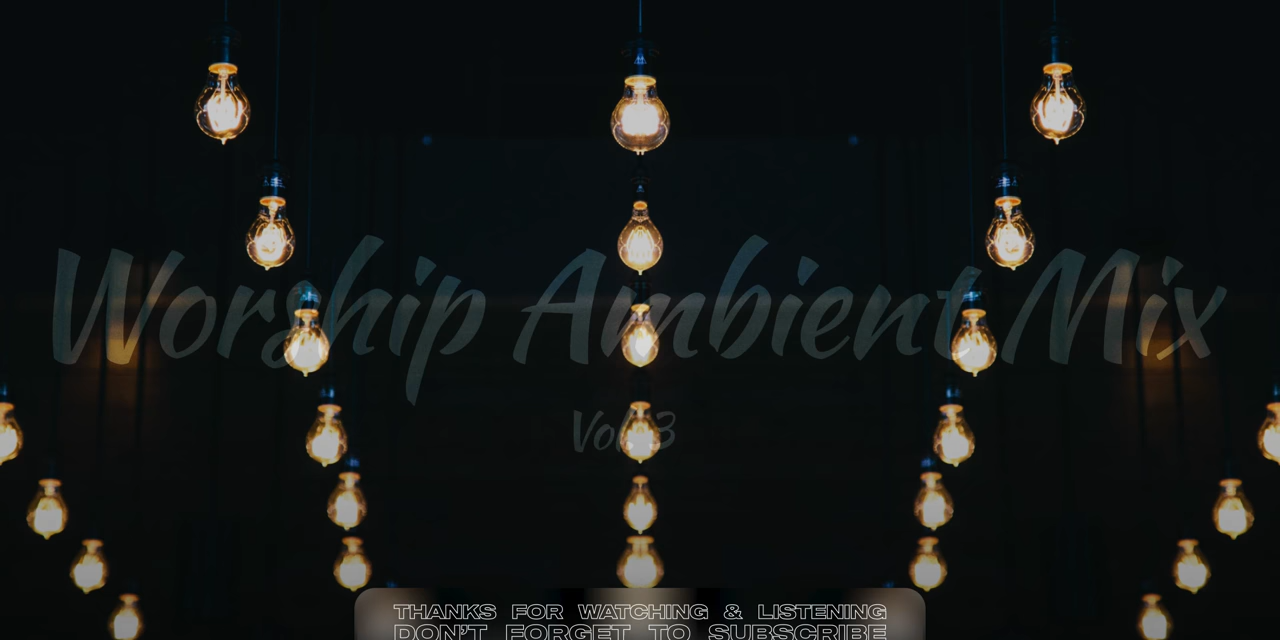 Worship Ambient Mix
Vol. 3
THANKS FOR WATCHING & LISTENING
DON'T FORGET TO SUBSCRIBE